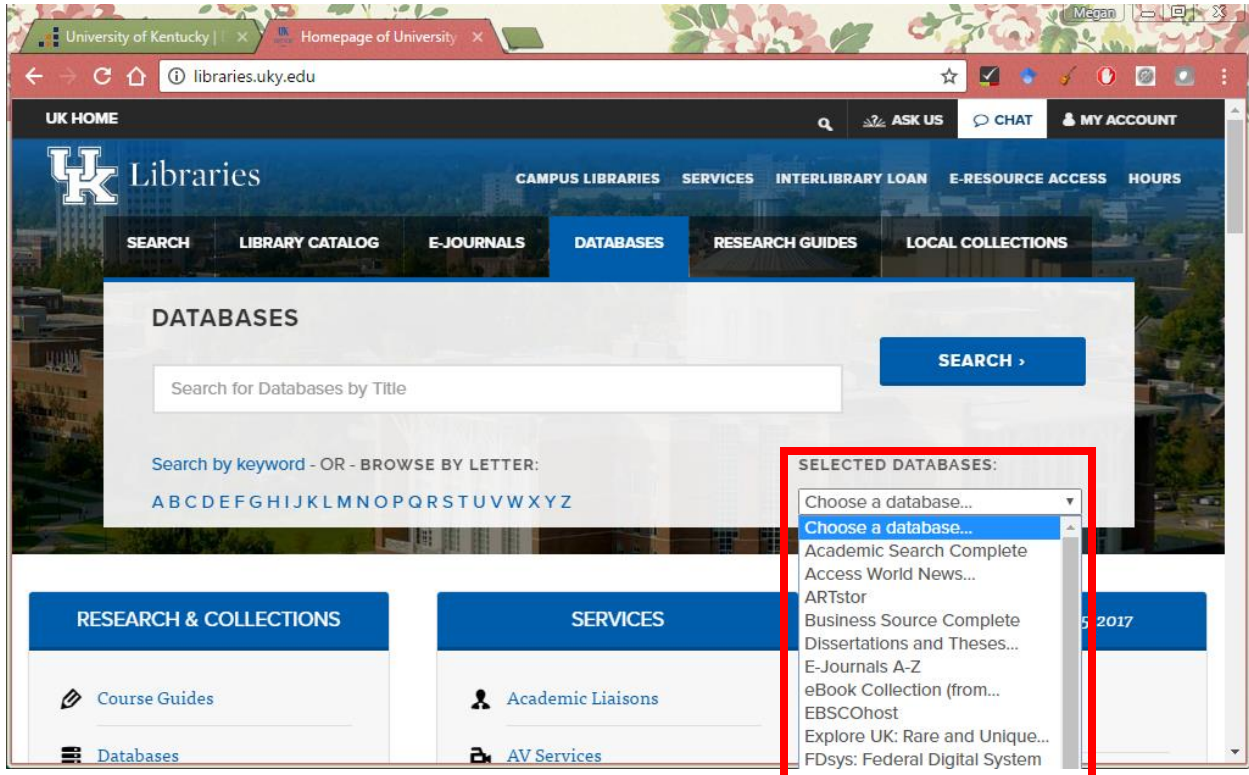 Megan
University of Kentucky |
Homepage of University
libraries.uky.edu
UK HOME
ASK US
CHAT
MY ACCOUNT
UK Libraries
CAMPUS LIBRARIES SERVICES INTERLIBRARY LOAN E-RESOURCE ACCESS HOURS
SEARCH LIBRARY CATALOG E-JOURNALS DATABASES RESEARCH GUIDES LOCAL COLLECTIONS
DATABASES
Search for Databases by Title
SEARCH ›
Search by keyword - OR - BROWSE BY LETTER:
A B C D E F G H I J K L M N O P Q R S T U V W X Y Z
SELECTED DATABASES:
Choose a database...
Choose a database...
Academic Search Complete
Access World News...
ARTstor
Business Source Complete
Dissertations and Theses...
E-Journals A-Z
eBook Collection (from...
EBSCOhost
Explore UK: Rare and Unique...
FDsys: Federal Digital System
RESEARCH & COLLECTIONS
Course Guides
Databases
SERVICES
Academic Liaisons
AV Services
2017